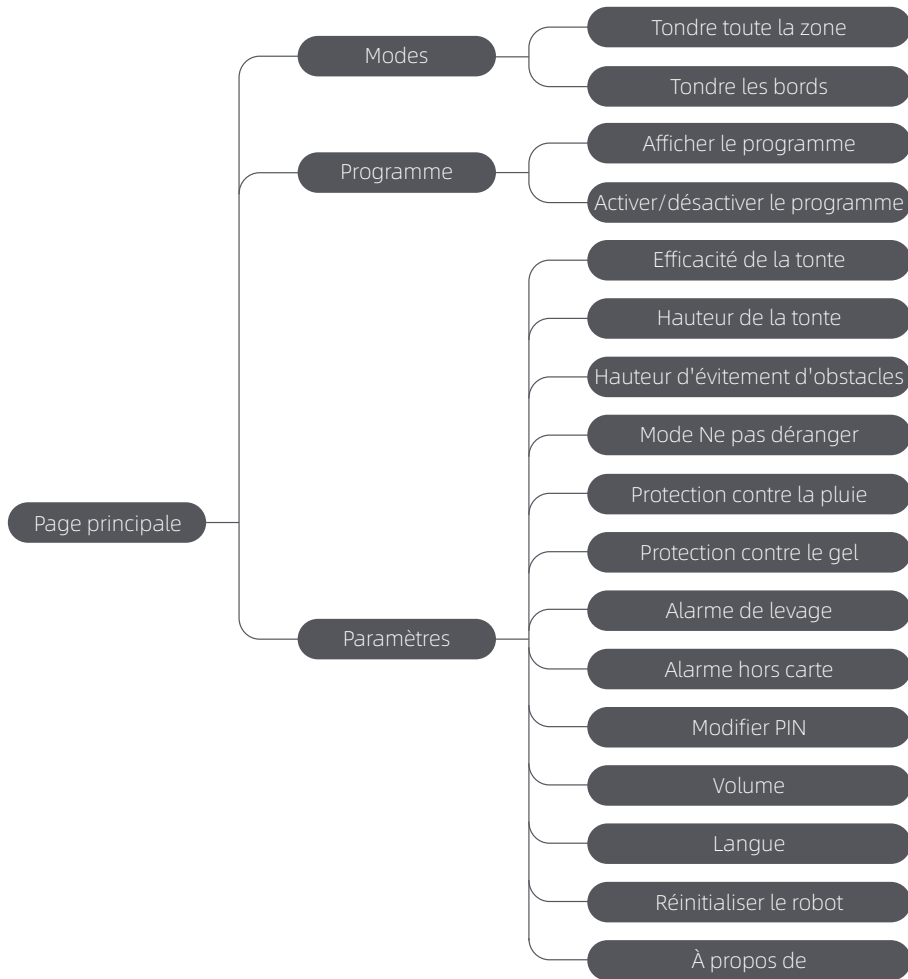 Page principale
Modes
Tondre toute la zone
Tondre les bords
Programme
Afficher le programme
Activer/désactiver le programme
Paramètres
Efficacité de la tonte
Hauteur de la tonte
Hauteur d'évitement d'obstacles
Mode Ne pas déranger
Protection contre la pluie
Protection contre le gel
Alarme de levage
Alarme hors carte
Modifier PIN
Volume
Langue
Réinitialiser le robot
À propos de